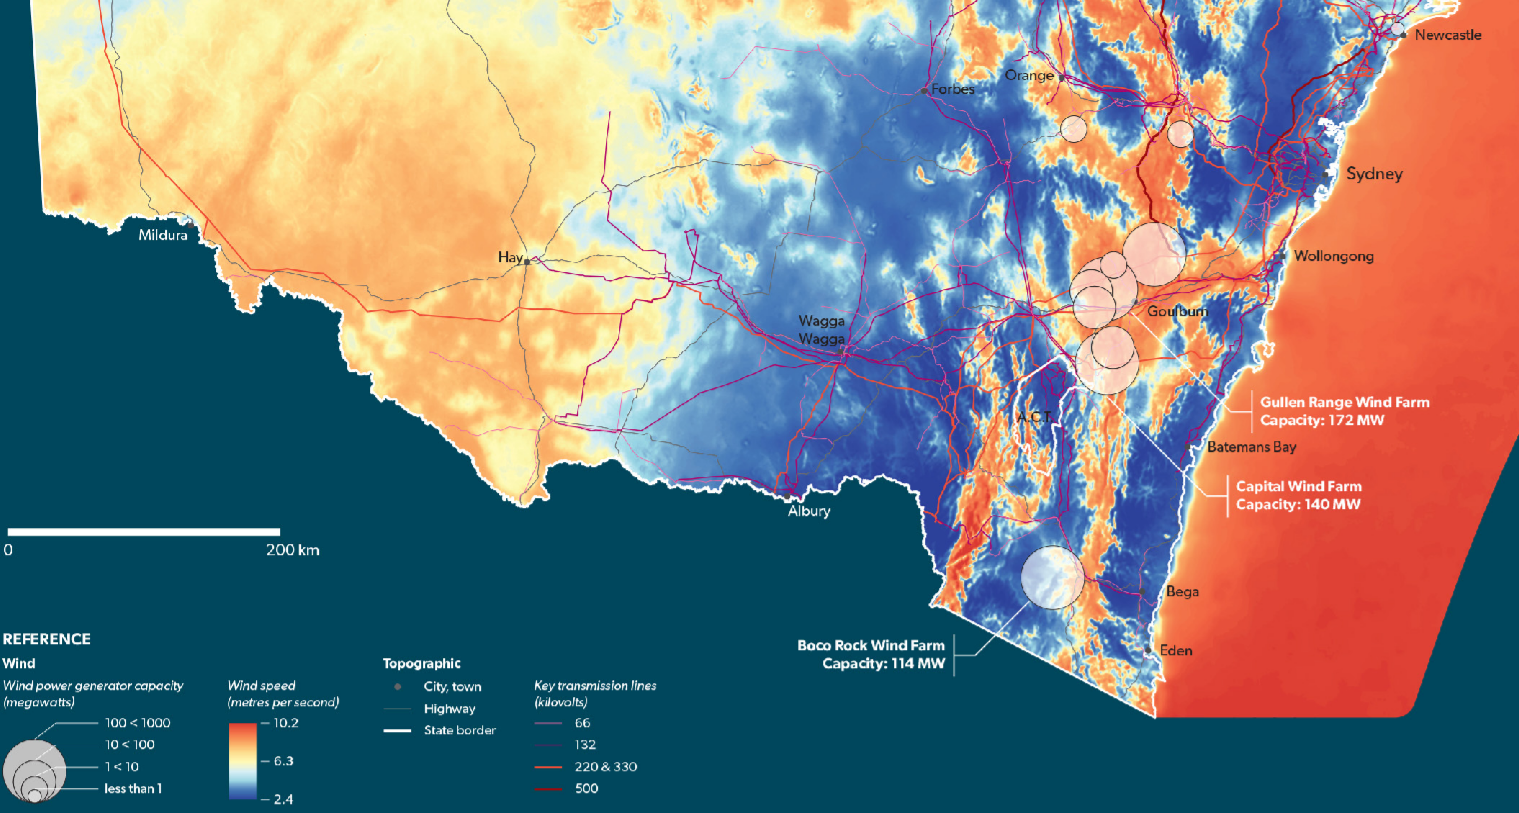 Newcastle
Orange
Forbes
Sydney
Mildura
Hay
Wollongong
Goulburn
Wagga
Wagga
Gullen Range Wind Farm
Capacity: 172 MW
A.C.T.
Batemans Bay
Capital Wind Farm
Capacity: 140 MW
Albury
0
200 km
Bega
Boco Rock Wind Farm
Capacity: 114 MW
Eden
REFERENCE
Wind
Wind power generator capacity
(megawatts)
100 < 1000
10 < 100
1 < 10
less than 1
Wind speed
(metres per second)
10.2
6.3
2.4
Topographic
City, town
Highway
State border
Key transmission lines
(kilovolts)
66
132
220 & 330
500